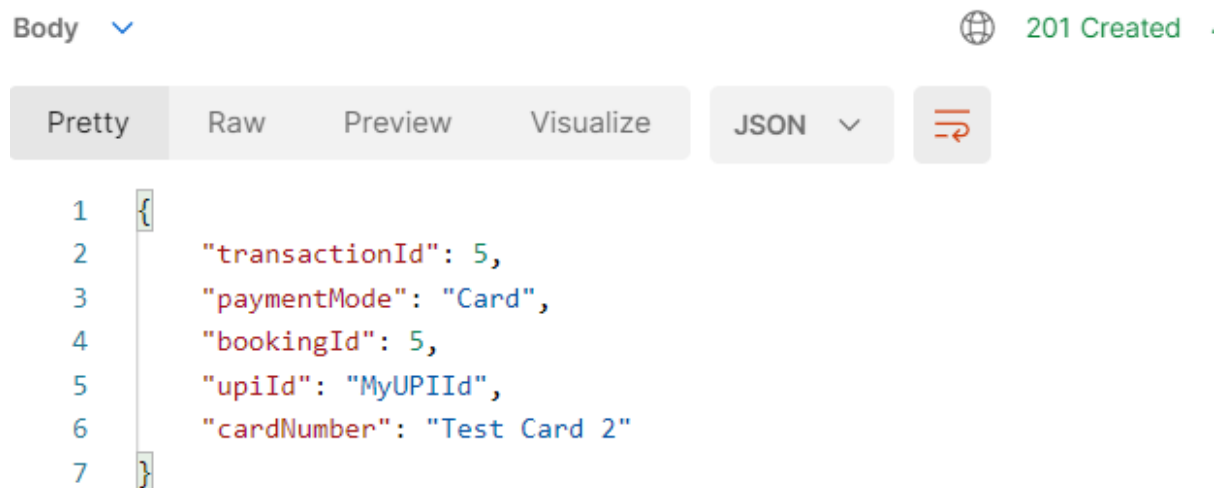 Body 201 Created
Pretty Raw Preview Visualize JSON
1 {
2 "transactionId": 5,
3 "paymentMode": "Card",
4 "bookingId": 5,
5 "upiId": "MyUPIId",
6 "cardNumber": "Test Card 2"
7 }